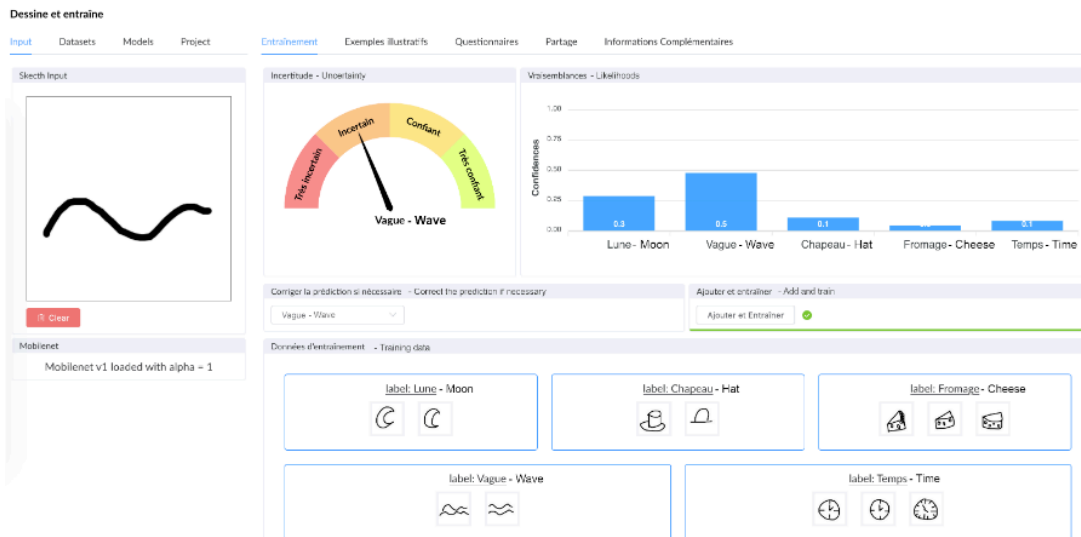 Dessine et entraîne
Input Datasets Models Project
Entraînement Exemples illustratifs Questionnaires Partage Informations Complémentaires
Skecth Input
Clear
Mobilenet
Mobilenet v1 loaded with alpha = 1
Incertitude - Uncertainty
Très incertain
Incertain
Confiant
Très confiant
Vague - Wave
Vraisemblances - Likelihoods
Confidences
1.00
0.75
0.50
0.25
0.00
0.3 0.5 0.1 0.1
Lune - Moon Vague - Wave Chapeau - Hat Fromage - Cheese Temps - Time
Corriger la prédiction si nécessaire - Correct the prediction if necessary
Vague - Wave
Ajouter et entraîner - Add and train
Ajouter et Entraîner
Données d'entraînement - Training data
label: Lune - Moon
label: Chapeau - Hat
label: Fromage - Cheese
label: Vague - Wave
label: Temps - Time